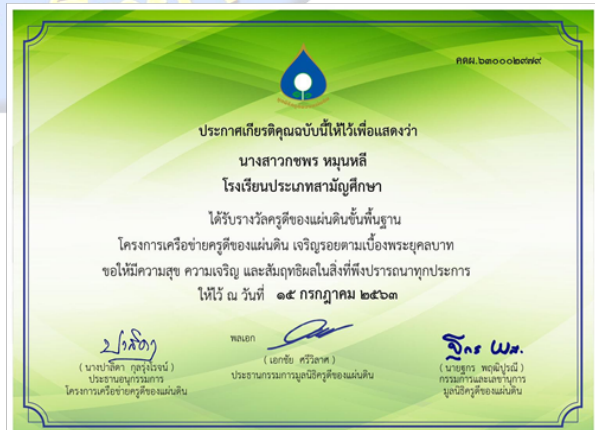 คดผ.๖๓๐๐๐๒๙๗๙
ประกาศเกียรติคุณฉบับนี้ให้ไว้เพื่อแสดงว่า
นางสาวกชพร หมุนหลี
โรงเรียนประเภทสามัญศึกษา
ได้รับรางวัลครูดีของแผ่นดินขั้นพื้นฐาน
โครงการเครือข่ายครูดีของแผ่นดิน เจริญรอยตามเบื้องพระยุคลบาท
ขอให้มีความสุข ความเจริญ และสัมฤทธิผลในสิ่งที่พึงปรารถนาทุกประการ
ให้ไว้ ณ วันที่ ๑๕ กรกฎาคม ๒๕๖๓
ปาลิดา
( นางปาลิดา กุลรุ่งโรจน์ )
ประธานอนุกรรมการ
โครงการเครือข่ายครูดีของแผ่นดิน
พลเอก
( เอกชัย ศรีวิลาศ )
ประธานกรรมการมูลนิธิครูดีของแผ่นดิน
( นายฐกร พฤฒิปูรณี )
กรรมการและเลขานุการ
มูลนิธิครูดีของแผ่นดิน